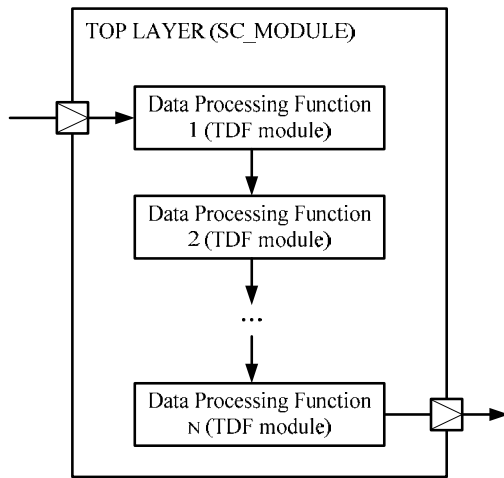 TOP LAYER (SC_MODULE)
Data Processing Function
1 (TDF module)
Data Processing Function
2 (TDF module)
...
Data Processing Function
N (TDF module)